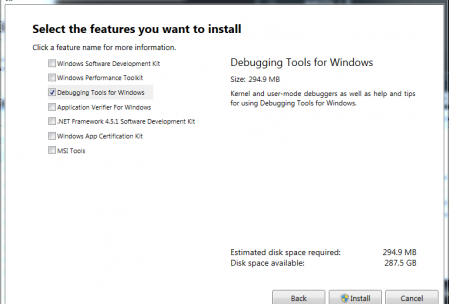 Select the features you want to install
Click a feature name for more information.
Windows Software Development Kit
Windows Performance Toolkit
Debugging Tools for Windows
Application Verifier For Windows
.NET Framework 4.5.1 Software Development Kit
Windows App Certification Kit
MSI Tools
Debugging Tools for Windows
Size: 294.9 MB
Kernel and user-mode debuggers as well as help and tips
for using Debugging Tools for Windows.
Estimated disk space required: 294.9 MB
Disk space available: 287.5 GB
Back Install Cancel